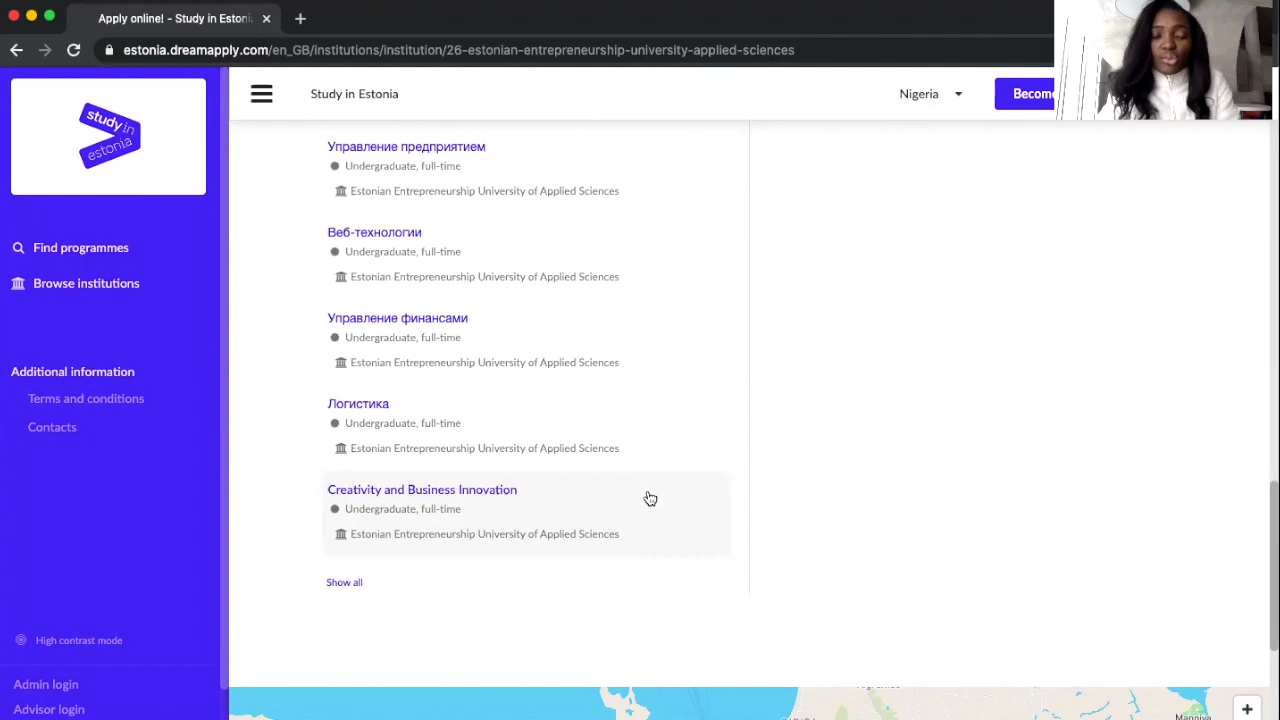 Apply online! - Study in Estoni
estonia.dreamapply.com/en_GB/institutions/institution/26-estonian-entrepreneurship-university-applied-sciences
study in
estonia
Study in Estonia
Nigeria
Become
Find programmes
Browse institutions
Additional information
Terms and conditions
Contacts
High contrast mode
Admin login
Advisor login
Управление предприятием
Undergraduate, full-time
Estonian Entrepreneurship University of Applied Sciences
Веб-технологии
Undergraduate, full-time
Estonian Entrepreneurship University of Applied Sciences
Управление финансами
Undergraduate, full-time
Estonian Entrepreneurship University of Applied Sciences
Логистика
Undergraduate, full-time
Estonian Entrepreneurship University of Applied Sciences
Creativity and Business Innovation
Undergraduate, full-time
Estonian Entrepreneurship University of Applied Sciences
Show all